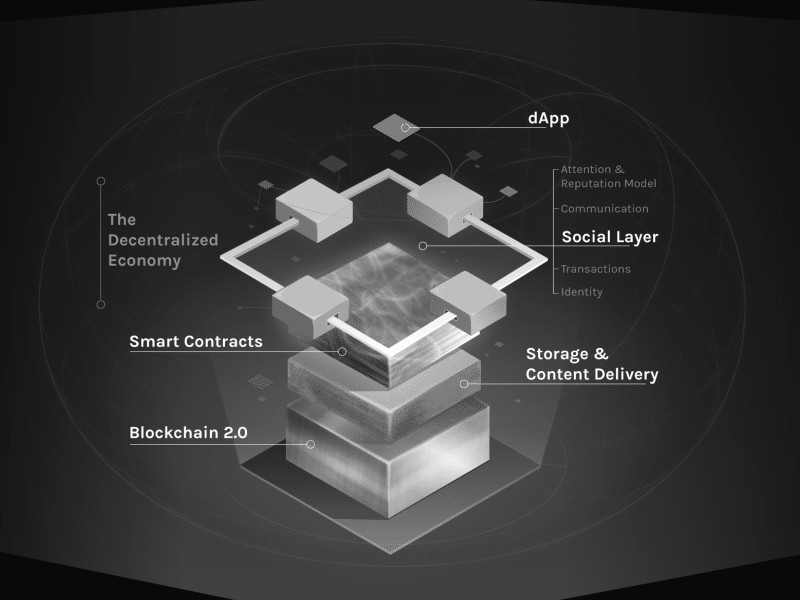 dApp
Attention &
Reputation Model
Communication
Social Layer
Transactions
Identity
The
Decentralized
Economy
Smart Contracts
Storage &
Content Delivery
Blockchain 2.0